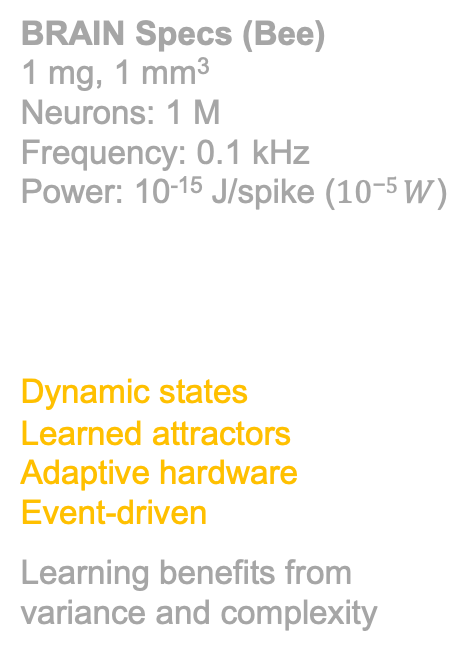 BRAIN Specs (Bee)
1 mg, 1 mm³
Neurons: 1 M
Frequency: 0.1 kHz
Power: 10⁻¹⁵ J/spike (10⁻⁵ W)
Dynamic states
Learned attractors
Adaptive hardware
Event-driven
Learning benefits from
variance and complexity